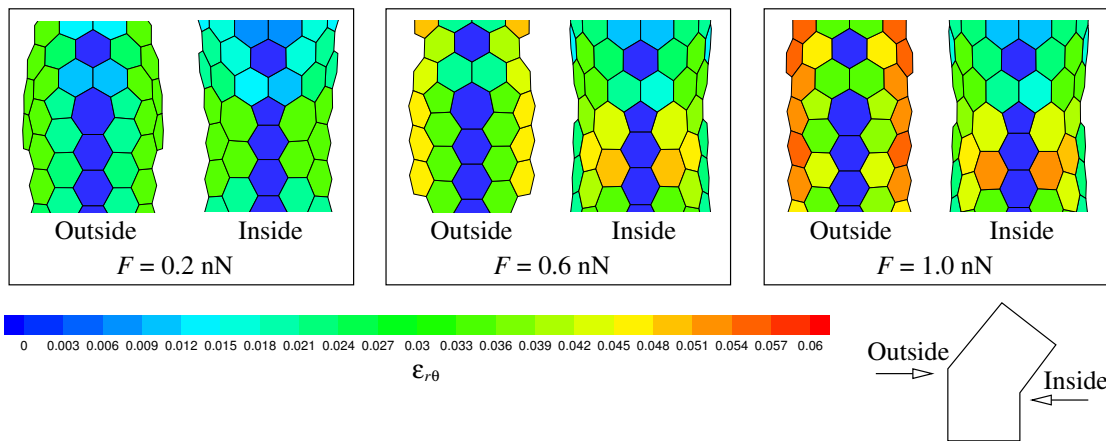 Outside Inside
F = 0.2 nN
Outside Inside
F = 0.6 nN
Outside Inside
F = 1.0 nN
0 0.003 0.006 0.009 0.012 0.015 0.018 0.021 0.024 0.027 0.03 0.033 0.036 0.039 0.042 0.045 0.048 0.051 0.054 0.057 0.06
εrθ
Outside
Inside